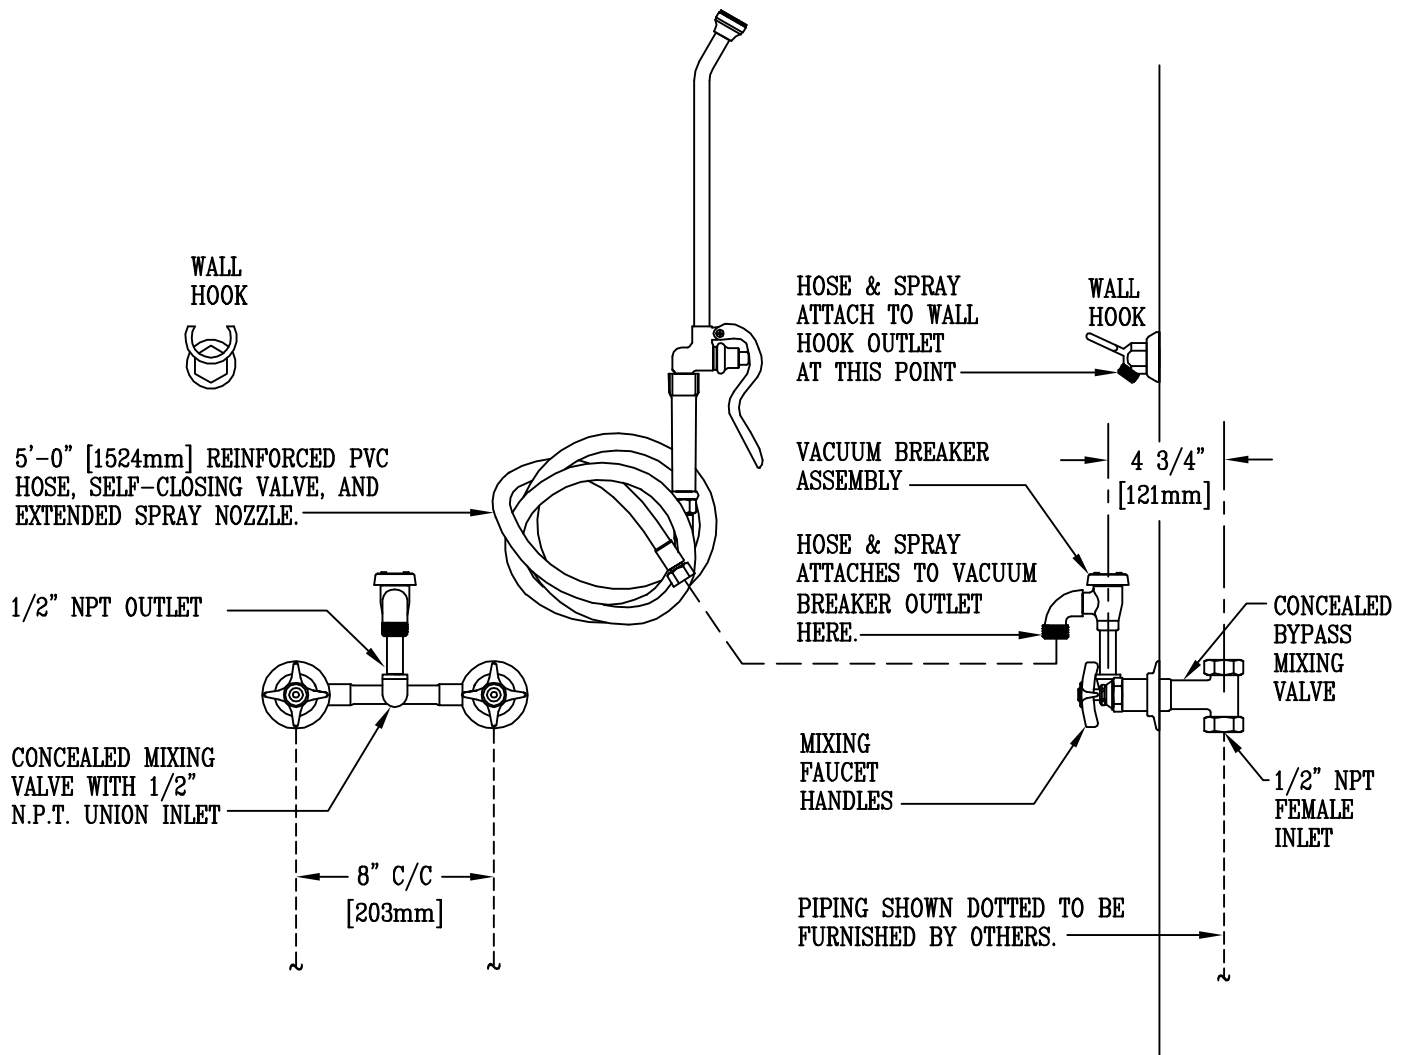 WALL
HOOK
5'-0" [1524mm] REINFORCED PVC
HOSE, SELF-CLOSING VALVE, AND
EXTENDED SPRAY NOZZLE.
1/2" NPT OUTLET
CONCEALED MIXING
VALVE WITH 1/2"
N.P.T. UNION INLET
8" C/C
[203mm]
HOSE & SPRAY
ATTACH TO WALL
HOOK OUTLET
AT THIS POINT
WALL
HOOK
VACUUM BREAKER
ASSEMBLY
4 3/4"
[121mm]
HOSE & SPRAY
ATTACHES TO VACUUM
BREAKER OUTLET
HERE.
CONCEALED
BYPASS
MIXING
VALVE
MIXING
FAUCET
HANDLES
1/2" NPT
FEMALE
INLET
PIPING SHOWN DOTTED TO BE
FURNISHED BY OTHERS.